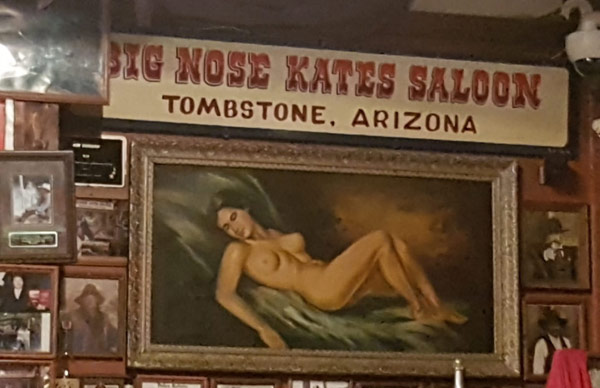 BIG NOSE KATES SALOON
TOMBSTONE, ARIZONA